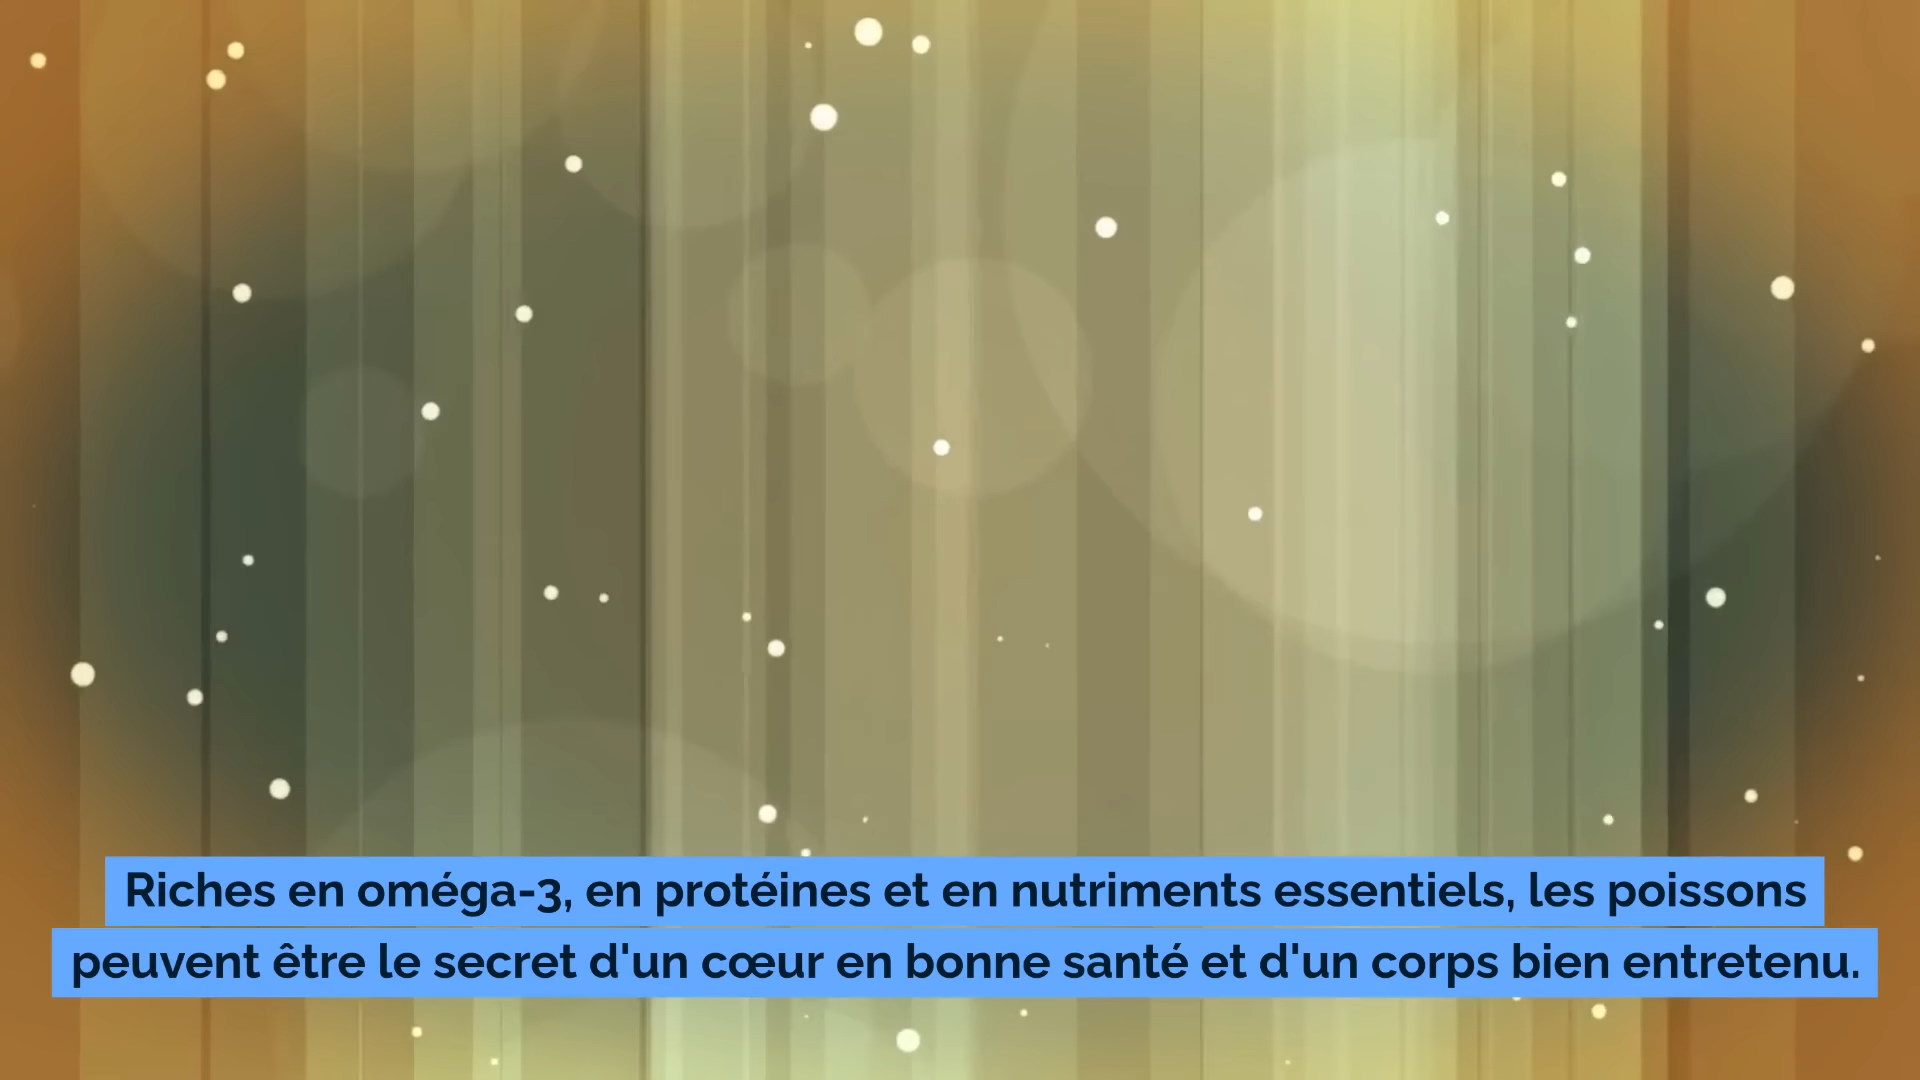 Riches en oméga-3, en protéines et en nutriments essentiels, les poissons
peuvent être le secret d'un cœur en bonne santé et d'un corps bien entretenu.